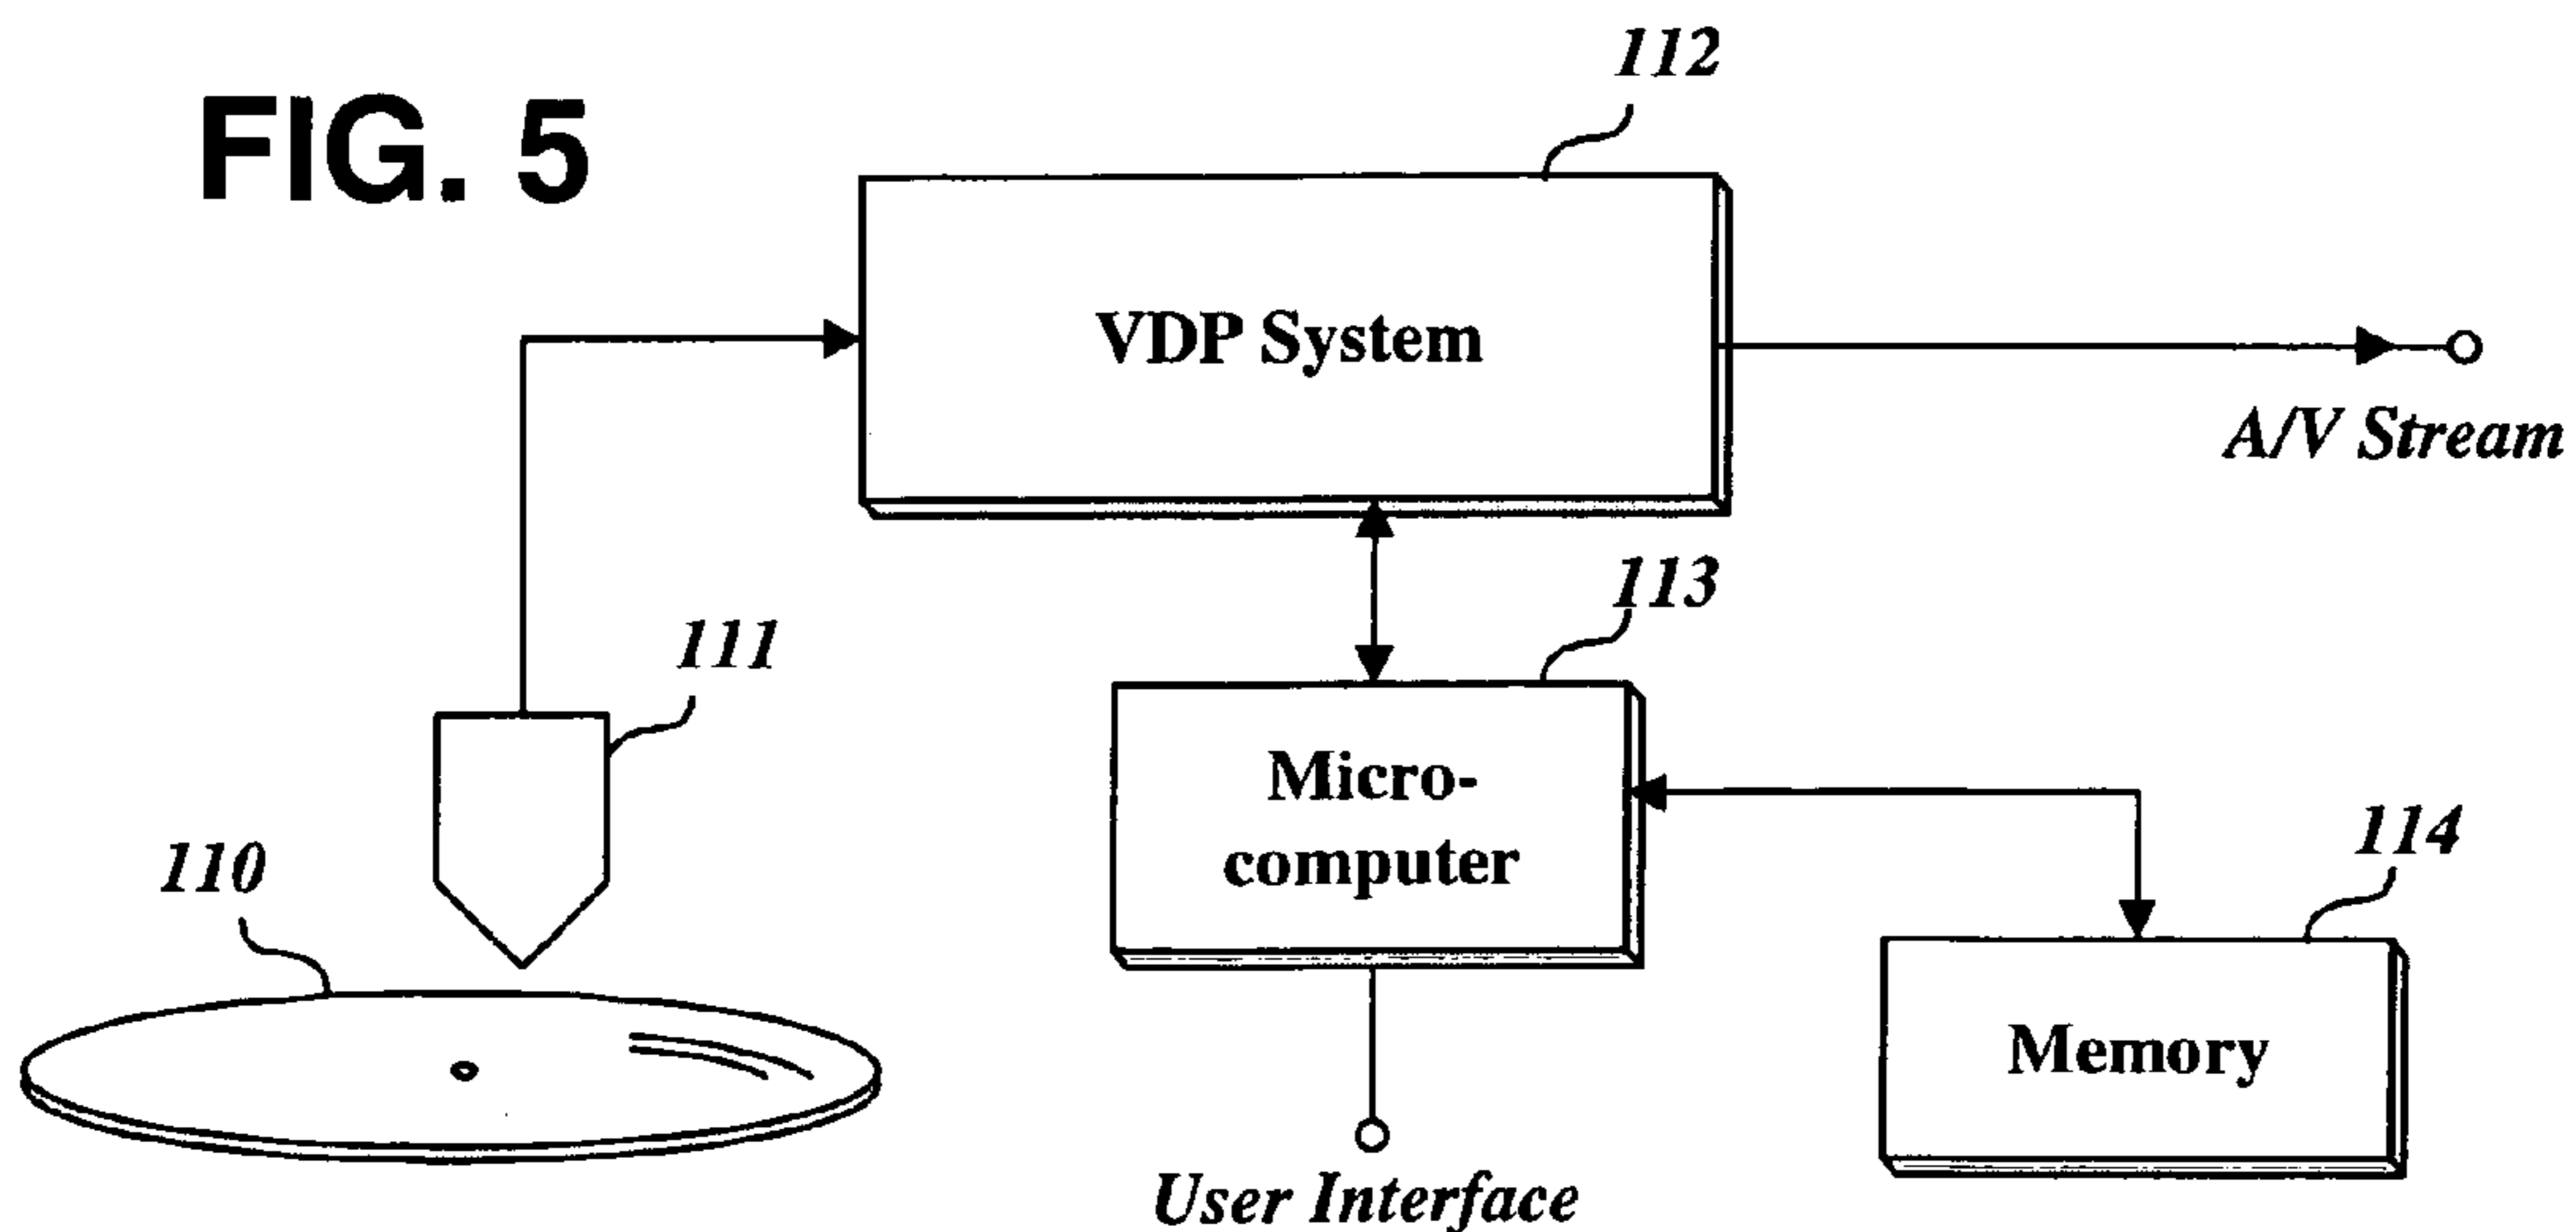 FIG. 5
112
VDP System
A/V Stream
113
111
Micro-
computer
110
114
Memory
User Interface